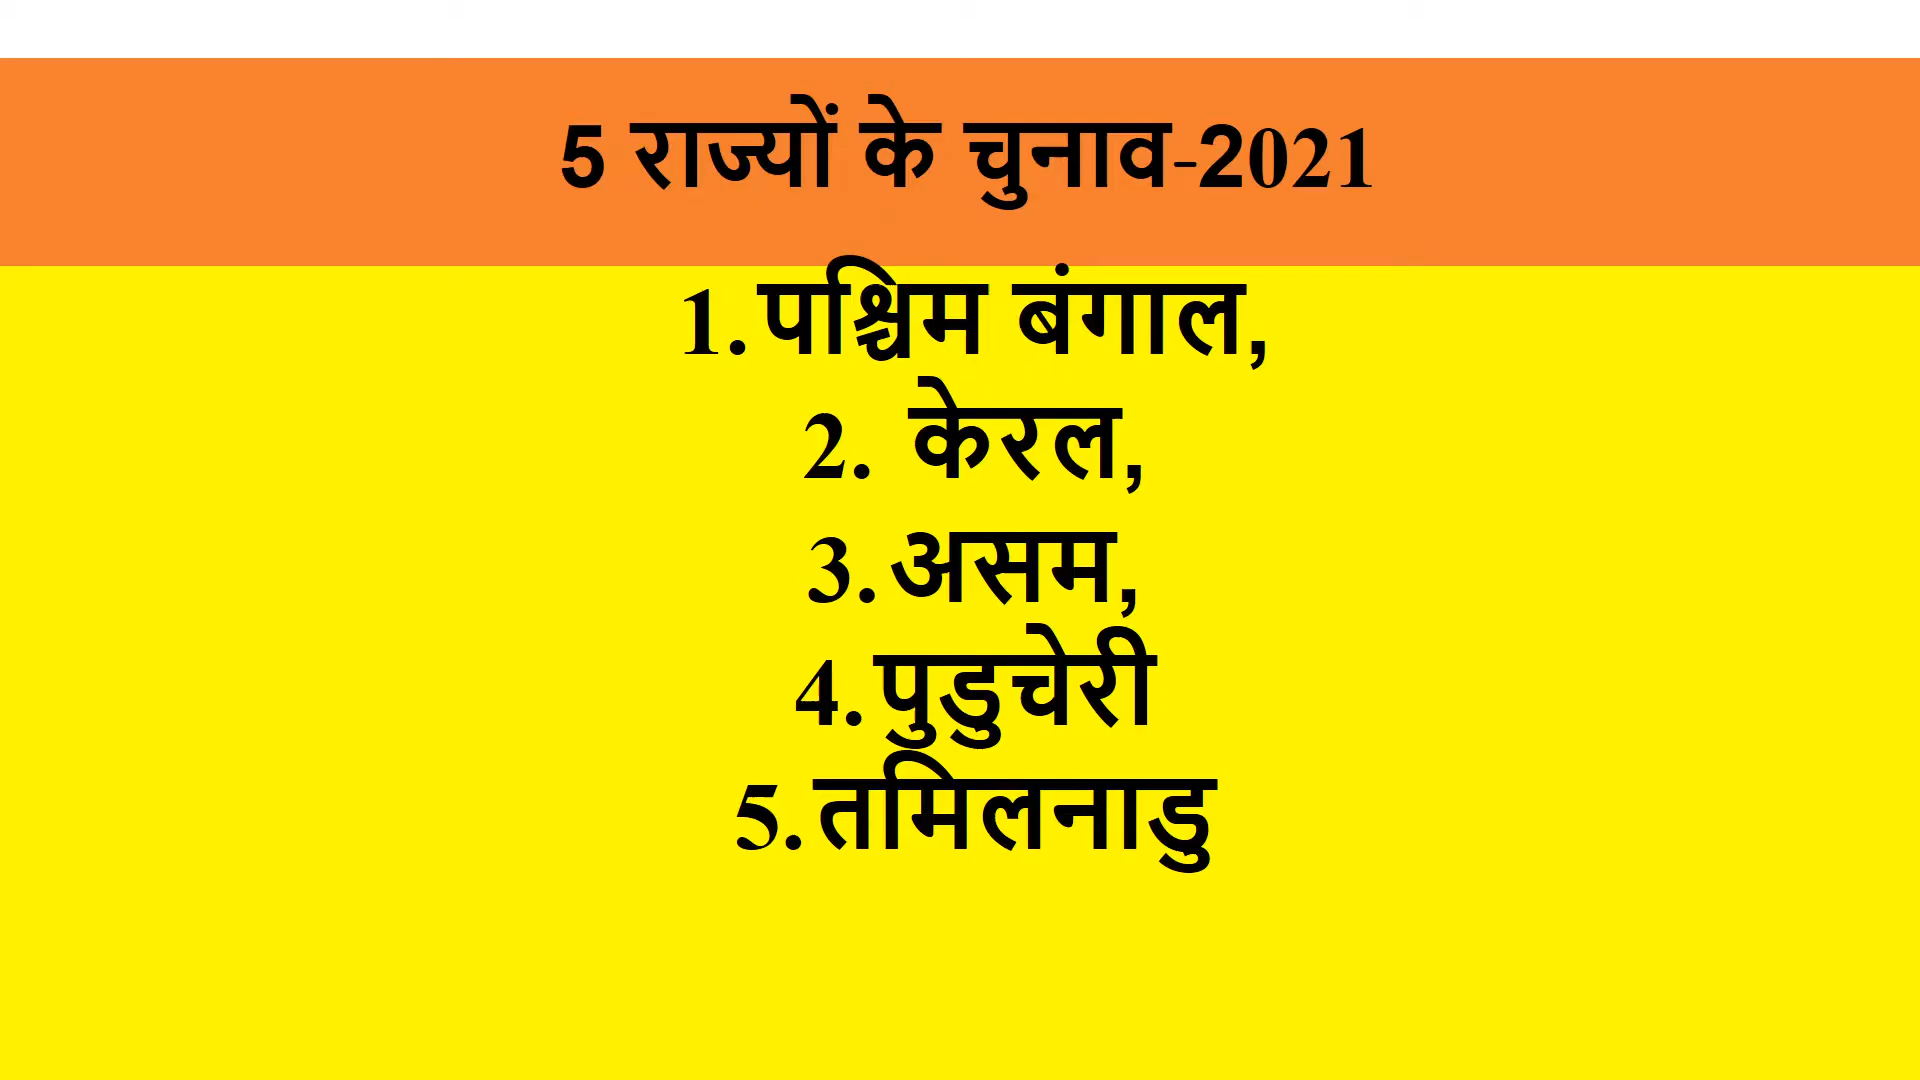 5 राज्यों के चुनाव-2021
1.पश्चिम बंगाल,
2. केरल,
3.असम,
4.पुडुचेरी
5.तमिलनाडु